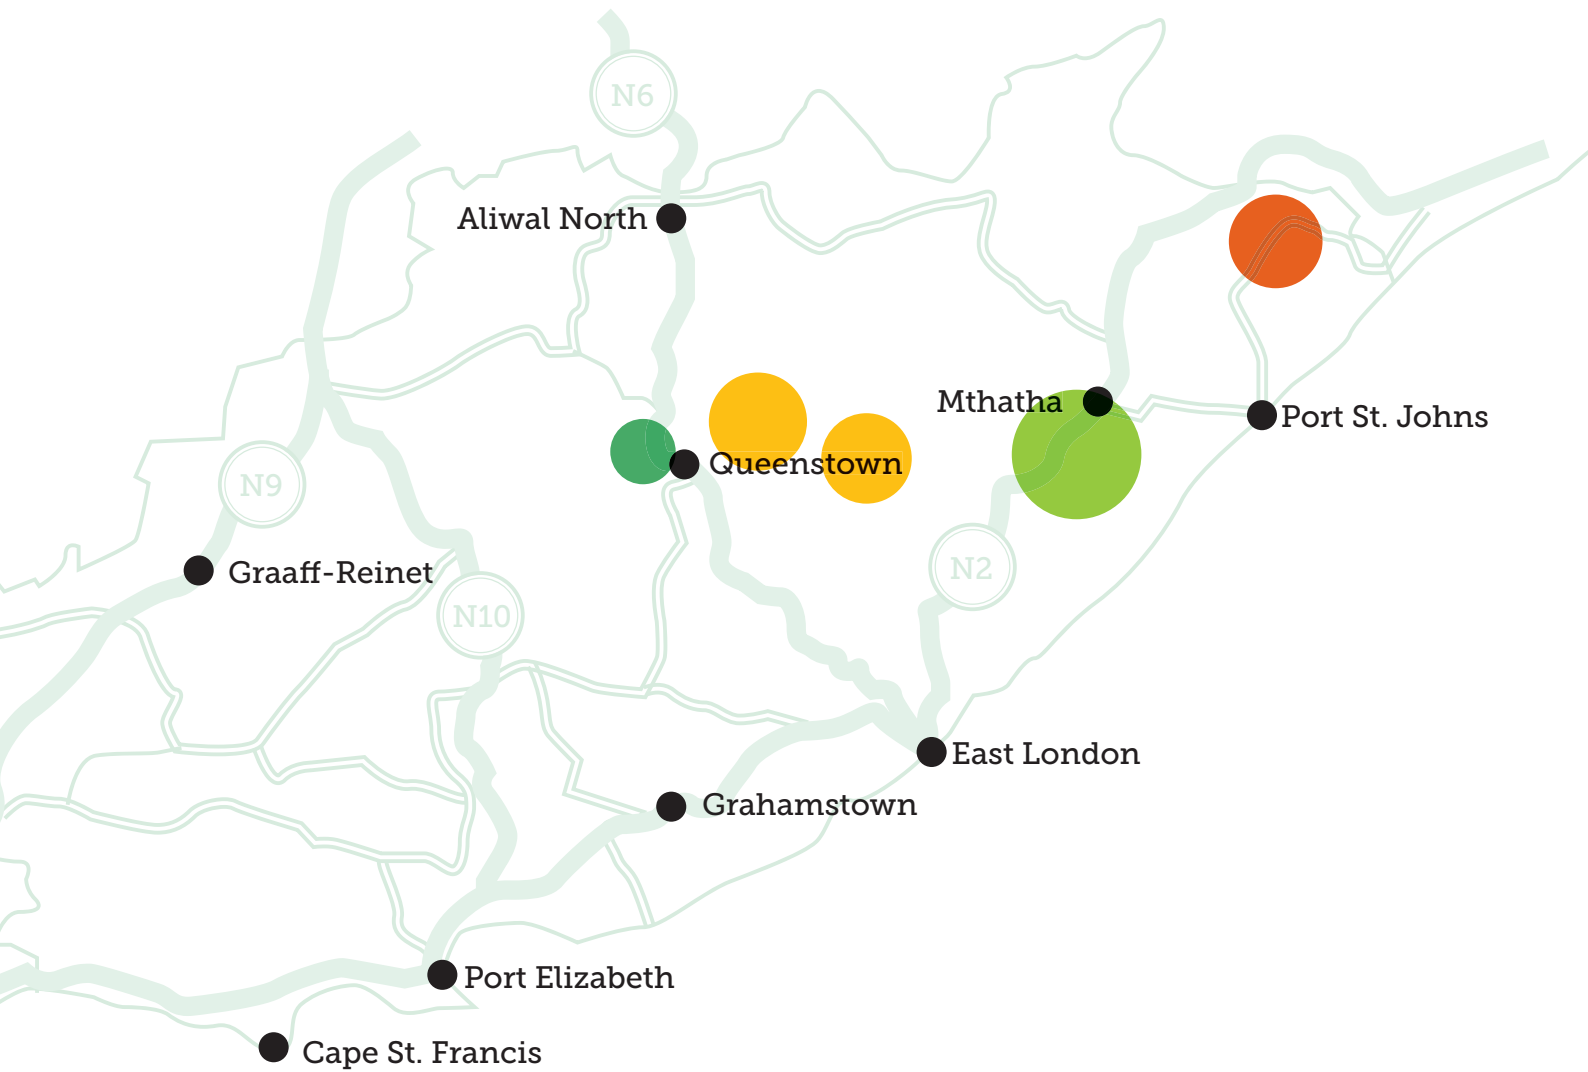 N6
Aliwal North
Mthatha
Port St. Johns
Queenstown
N9
N2
Graaff-Reinet
N10
East London
Grahamstown
Port Elizabeth
Cape St. Francis